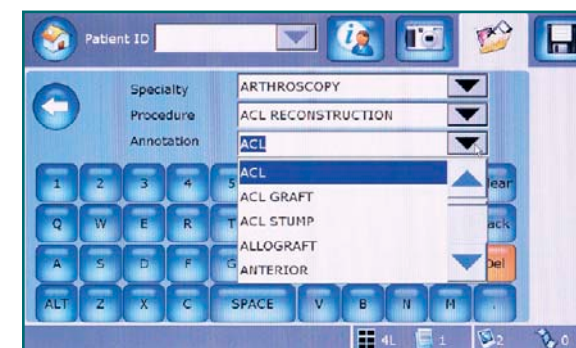 Patient ID
Specialty ARTHROSCOPY
Procedure ACL RECONSTRUCTION
Annotation ACL
ACL
ACL GRAFT
ACL STUMP
ALLOGRAFT
ANTERIOR
1 2 3 4 5 lear
Q W E R T ack
A S D F G Del
ALT Z X C SPACE V B N M .
4L 1 2 0